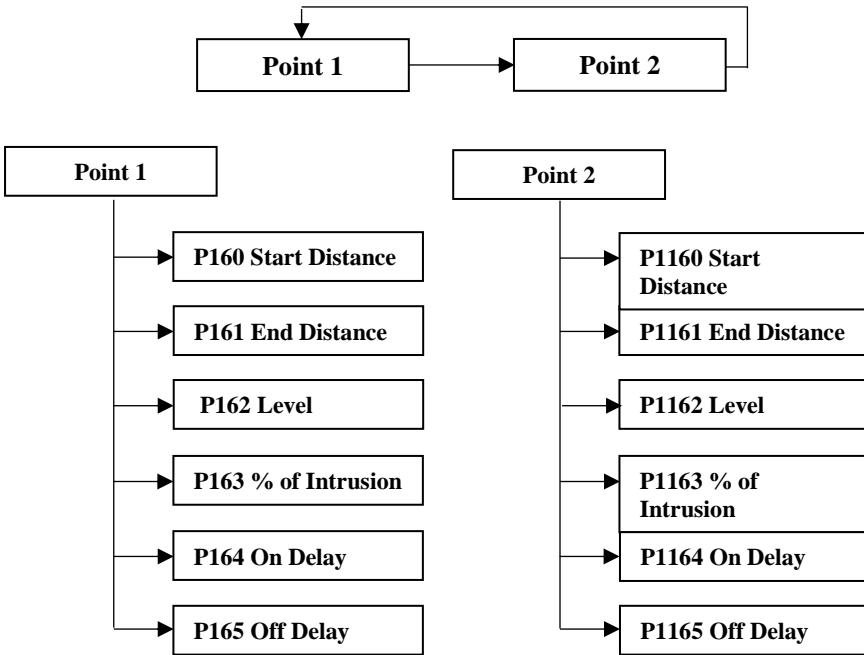 Point 1
Point 2
Point 1
P160 Start Distance
P161 End Distance
P162 Level
P163 % of Intrusion
P164 On Delay
P165 Off Delay
Point 2
P1160 Start
Distance
P1161 End Distance
P1162 Level
P1163 % of
Intrusion
P1164 On Delay
P1165 Off Delay